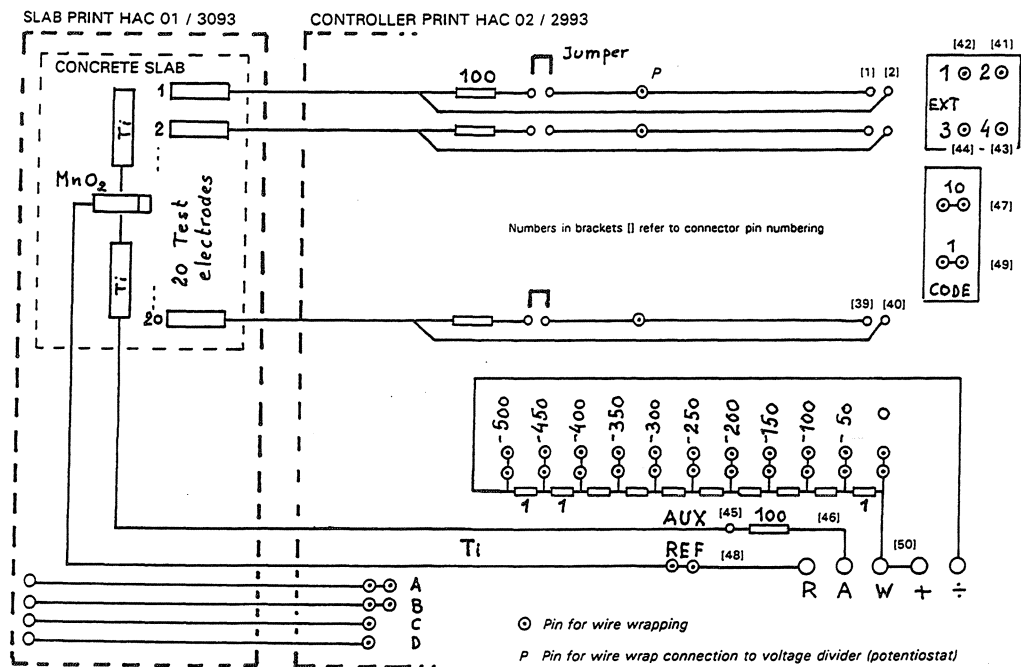 SLAB PRINT HAC 01 / 3093
CONTROLLER PRINT HAC 02 / 2993
CONCRETE SLAB
Jumper
100
P
[1] [2]
[42] [41]
1 2
EXT
3 4
[44] - [43]
1
2
Ti
MnO2
20 Test
electrodes
Ti
20
Numbers in brackets [] refer to connector pin numbering
10
[47]
1
[49]
CODE
[39] [40]
-500
-450
-400
-350
-300
-250
-200
-150
-100
-50
0
1 1 1
AUX [45] 100 [46]
Ti
REF [48]
[50]
R A W + ÷
A
B
C
D
Pin for wire wrapping
P Pin for wire wrap connection to voltage divider (potentiostat)